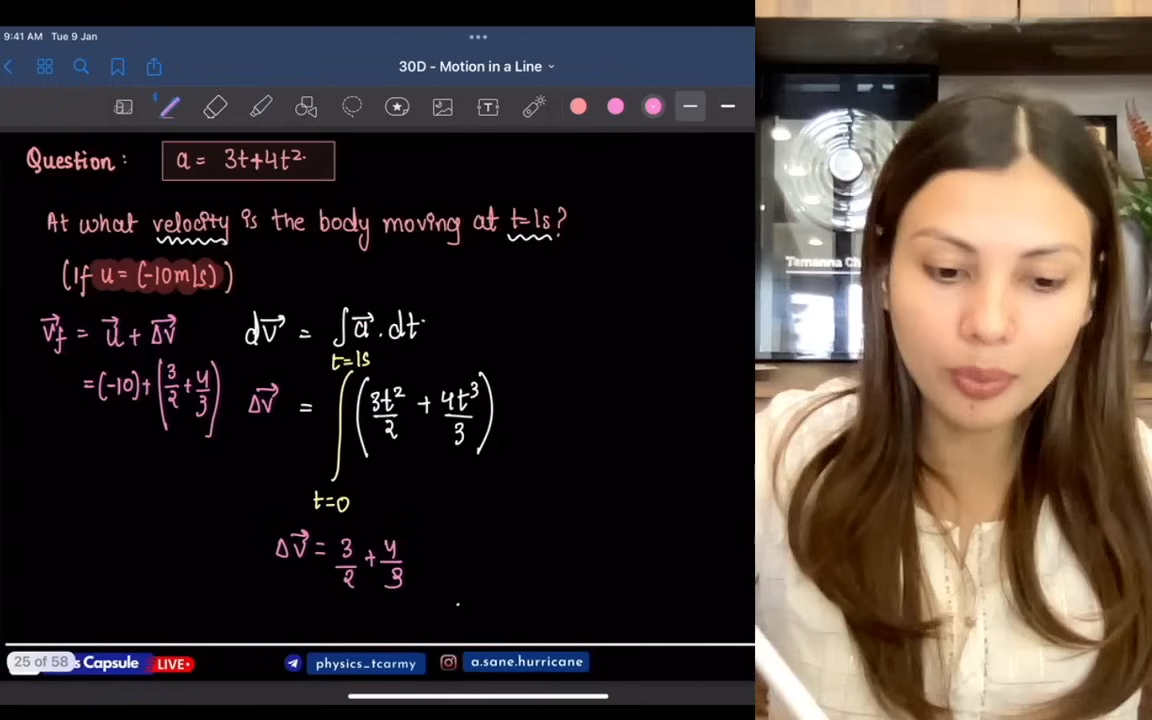 9:41 AM Tue 9 Jan
30D - Motion in a Line
Question: a = 3t+4t².
At what velocity is the body moving at t=1s?
(If u = (-10m/s))
v⃗f = u⃗ + Δv⃗
= (-10) + (3/2 + 4/3)
dv⃗ = ∫a⃗.dt
t=1s
Δv⃗ = ∫(3t²/2 + 4t³/3)
t=0
Δv⃗ = 3/2 + 4/3
25 of 58
s Capsule LIVE
physics_tcarmy
a.sane.hurricane
Tamanna Ch